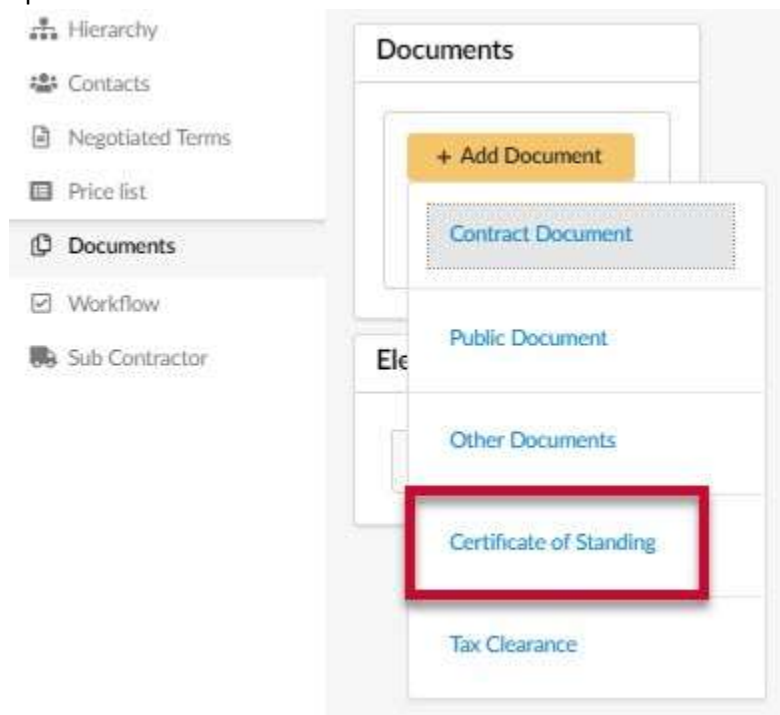 Hierarchy
Contacts
Negotiated Terms
Price list
Documents
Workflow
Sub Contractor
Documents
+ Add Document
Contract Document
Public Document
Other Documents
Certificate of Standing
Tax Clearance
Ele